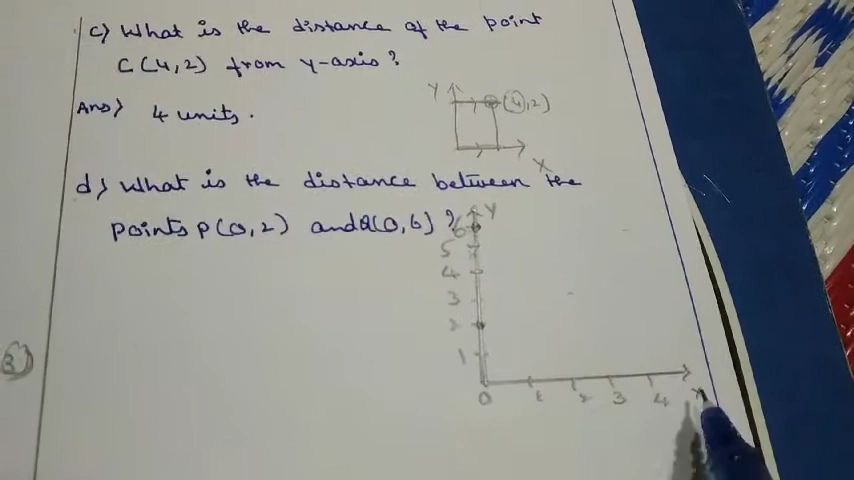 c) What is the distance of the point
C(4,2) from y-axis?
Ans) 4 units.
Y
(4,2)
X
d) What is the distance between the
points P(0,2) and Q(0,6) ?
Y
6
5
4
3
2
1
0 1 2 3 4 X
3